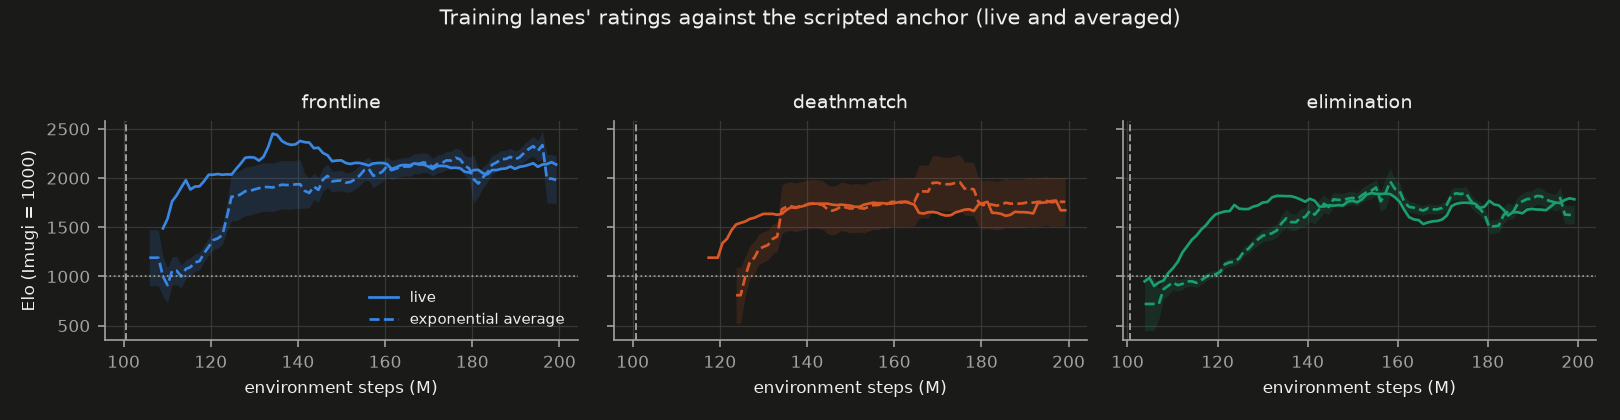 Training lanes' ratings against the scripted anchor (live and averaged)
frontline
deathmatch
elimination
Elo (Imugi = 1000)
2500
2000
1500
1000
500
live
exponential average
100 120 140 160 180 200
100 120 140 160 180 200
100 120 140 160 180 200
environment steps (M)
environment steps (M)
environment steps (M)